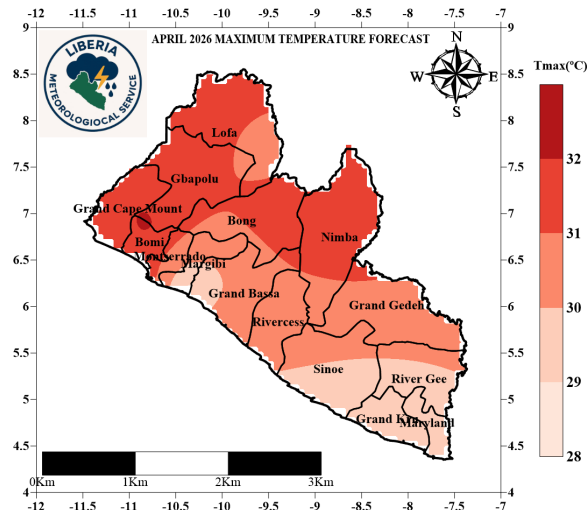 APRIL 2026 MAXIMUM TEMPERATURE FORECAST
LIBERIA
METEOROLOGIOCAL SERVICE
N
W E
S
Tmax(ºC)
32
31
30
29
28
9
8.5
8
7.5
7
6.5
6
5.5
5
4.5
4
Lofa
Gbapolu
Grand Cape Mount
Bong
Bomi
Nimba
Montserrado
Margibi
Grand Bassa
Grand Gedeh
Rivercess
Sinoe
River Gee
Grand Kru
Maryland
0Km 1Km 2Km 3Km
-12 -11.5 -11 -10.5 -10 -9.5 -9 -8.5 -8 -7.5 -7